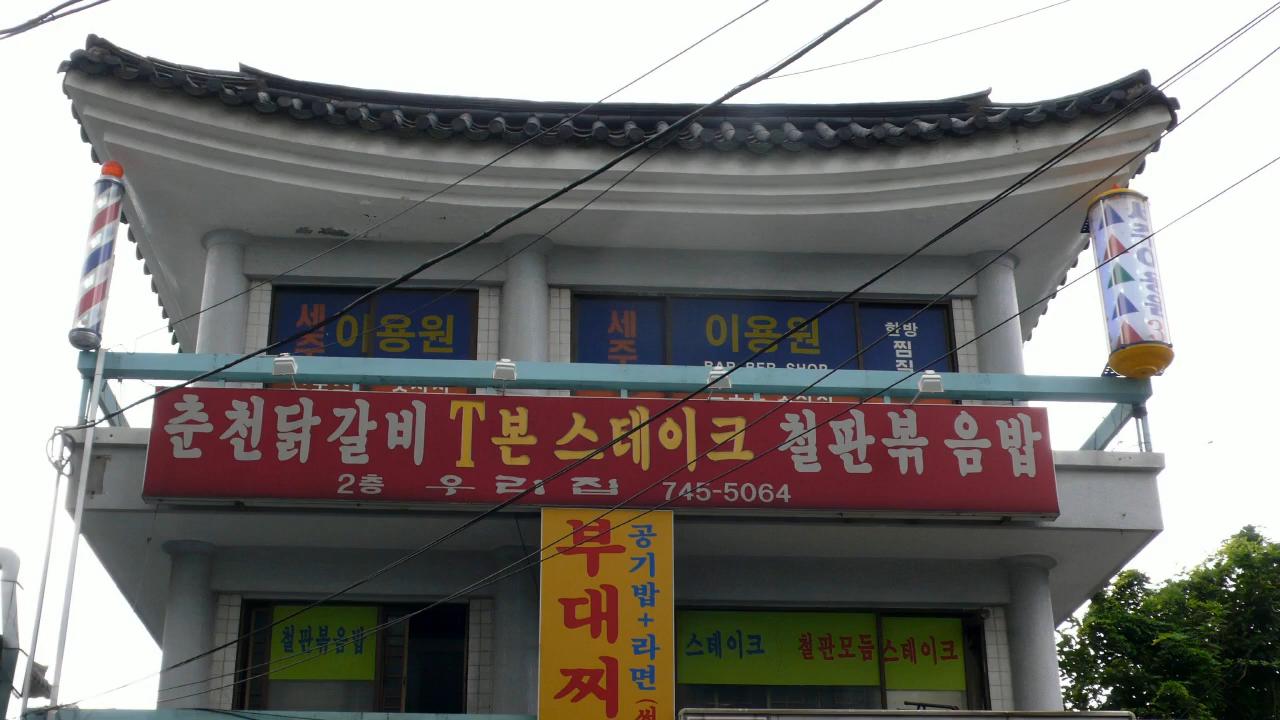 세주
이용원
세주
이용원
BAR BER SHOP
한방
찜질
춘천닭갈비 T본스테이크 철판볶음밥
2층 우리집 745-5064
부대찌
공기밥+라면
철판볶음밥
스테이크 철판모듬스테이크